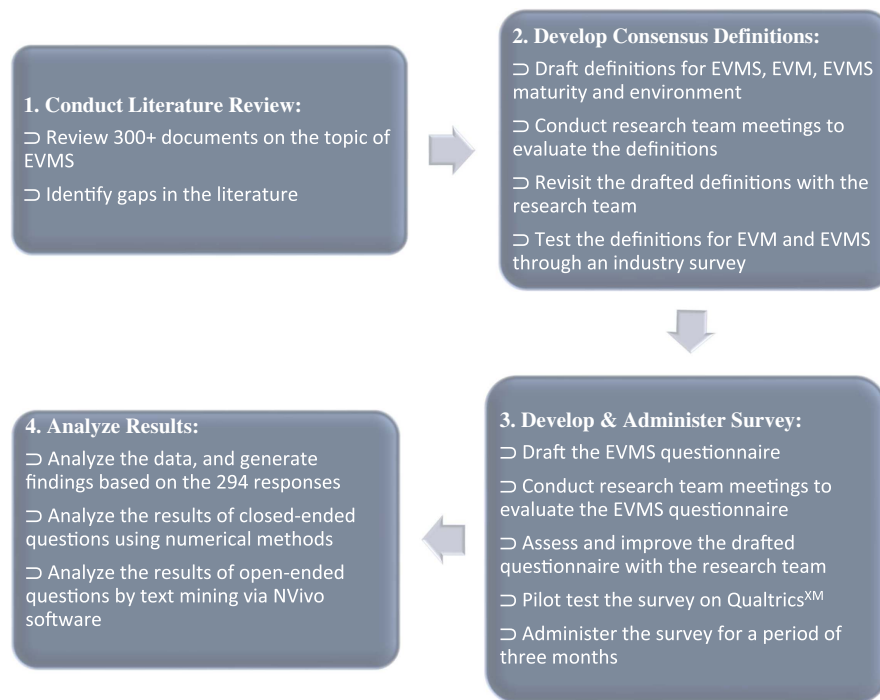 1. Conduct Literature Review:
⊃ Review 300+ documents on the topic of
EVMS
⊃ Identify gaps in the literature
2. Develop Consensus Definitions:
⊃ Draft definitions for EVMS, EVM, EVMS
maturity and environment
⊃ Conduct research team meetings to
evaluate the definitions
⊃ Revisit the drafted definitions with the
research team
⊃ Test the definitions for EVM and EVMS
through an industry survey
3. Develop & Administer Survey:
⊃ Draft the EVMS questionnaire
⊃ Conduct research team meetings to
evaluate the EVMS questionnaire
⊃ Assess and improve the drafted
questionnaire with the research team
⊃ Pilot test the survey on Qualtrics^XM
⊃ Administer the survey for a period of
three months
4. Analyze Results:
⊃ Analyze the data, and generate
findings based on the 294 responses
⊃ Analyze the results of closed-ended
questions using numerical methods
⊃ Analyze the results of open-ended
questions by text mining via NVivo
software